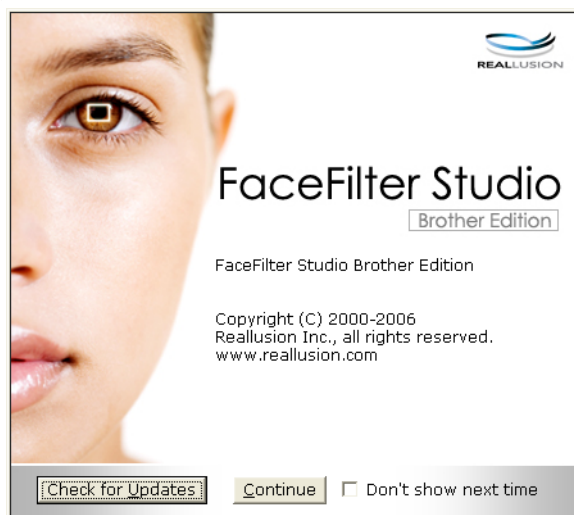 REALLUSION
FaceFilter Studio
Brother Edition
FaceFilter Studio Brother Edition
Copyright (C) 2000-2006
Reallusion Inc., all rights reserved.
www.reallusion.com
Check for Updates
Continue
Don't show next time